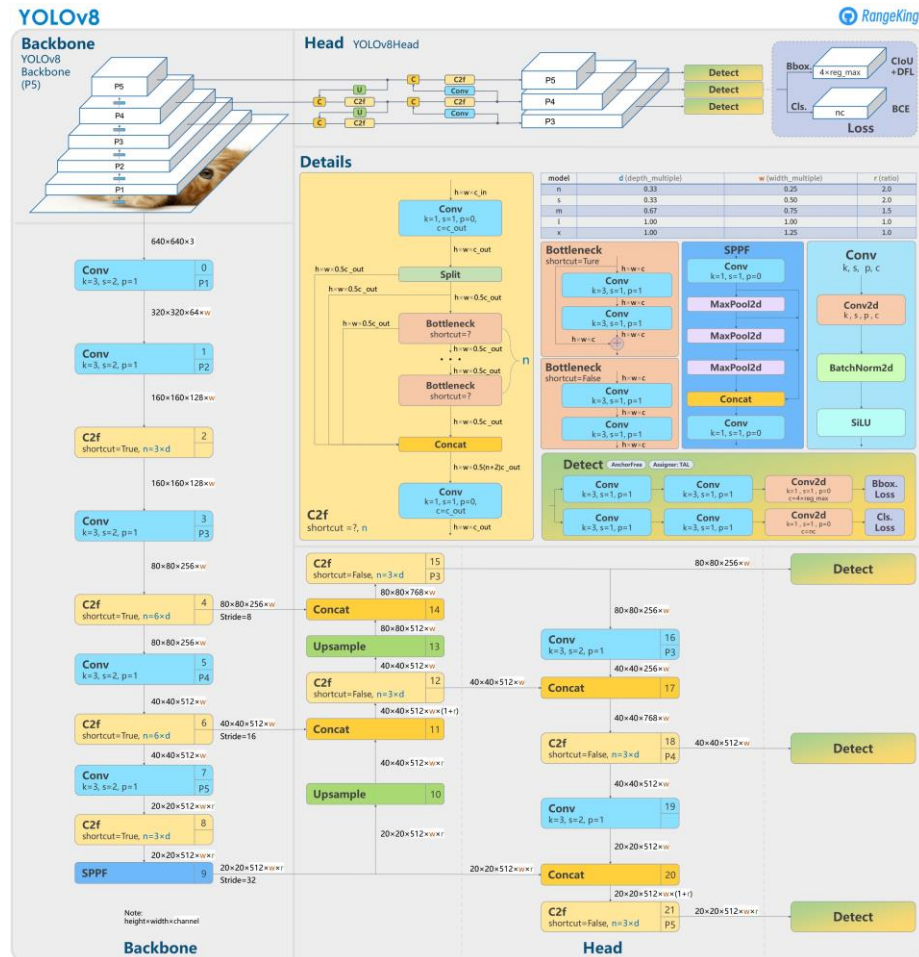 YOLOv8
RangeKing
Backbone
YOLOv8
Backbone
(P5)
P5
P4
P3
P2
P1
Head YOLOv8Head
C
C2f
U
Conv
C
C2f
C
C2f
U
Conv
C
C2f
P5
P4
P3
Detect
Detect
Detect
Bbox.
4×reg_max
CIoU
+DFL
Cls.
nc
BCE
Loss
Details
h=w=c_in
Conv
k=1, s=1, p=0,
c=c_out
h=w=c_out
Split
h=w=0.5c_out
h=w=0.5c_out
h=w=0.5c_out
h=w=0.5c_out
Bottleneck
shortcut=?
h=w=0.5c_out
. . .
h=w=0.5c_out
n
Bottleneck
shortcut=?
h=w=0.5c_out
Concat
h=w=0.5(n+2)c_out
Conv
k=1, s=1, p=0,
c=c_out
h=w=c_out
C2f
shortcut =?, n
model d (depth_multiple) w (width_multiple) r (ratio)
n 0.33 0.25 2.0
s 0.33 0.50 2.0
m 0.67 0.75 1.5
l 1.00 1.00 1.0
x 1.00 1.25 1.0
Bottleneck
shortcut=Ture
h=w=c
Conv
k=3, s=1, p=1
h=w=c
Conv
k=3, s=1, p=1
h=w=c
h=w=c
Bottleneck
shortcut=False
h=w=c
Conv
k=3, s=1, p=1
h=w=c
Conv
k=3, s=1, p=1
h=w=c
SPPF
Conv
k=1, s=1, p=0
MaxPool2d
MaxPool2d
MaxPool2d
Concat
Conv
k=1, s=1, p=0
Conv
k, s, p, c
Conv2d
k, s, p, c
BatchNorm2d
SiLU
Detect AnchorFree Assigner: TAL
Conv
k=3, s=1, p=1
Conv
k=3, s=1, p=1
Conv2d
k=1, s=1, p=0
c=4×reg_max
Bbox.
Loss
Conv
k=3, s=1, p=1
Conv
k=3, s=1, p=1
Conv2d
k=1, s=1, p=0
c=nc
Cls.
Loss
640×640×3
Conv 0
k=3, s=2, p=1 P1
320×320×64×w
Conv 1
k=3, s=2, p=1 P2
160×160×128×w
C2f 2
shortcut=True, n=3×d
160×160×128×w
Conv 3
k=3, s=2, p=1 P3
80×80×256×w
C2f 4
shortcut=True, n=6×d
80×80×256×w
Stride=8
80×80×256×w
Conv 5
k=3, s=2, p=1 P4
40×40×512×w
C2f 6
shortcut=True, n=6×d
40×40×512×w
Stride=16
40×40×512×w
Conv 7
k=3, s=2, p=1 P5
20×20×512×w×r
C2f 8
shortcut=True, n=3×d
20×20×512×w×r
SPPF 9
20×20×512×w×r
Stride=32
Note:
height×width×channel
Backbone
C2f 15
shortcut=False, n=3×d P3
80×80×768×w
Concat 14
80×80×512×w
Upsample 13
40×40×512×w
C2f 12
shortcut=False, n=3×d
40×40×512×w
40×40×512×w×(1+r)
Concat 11
40×40×512×w×r
Upsample 10
20×20×512×w×r
80×80×256×w
Detect
80×80×256×w
Conv 16
k=3, s=2, p=1 P3
40×40×256×w
Concat 17
40×40×768×w
C2f 18
shortcut=False, n=3×d P4
40×40×512×w
Detect
40×40×512×w
Conv 19
k=3, s=2, p=1
20×20×512×w
20×20×512×w×r
Concat 20
20×20×512×w×(1+r)
C2f 21
shortcut=False, n=3×d P5
20×20×512×w×r
Detect
Head